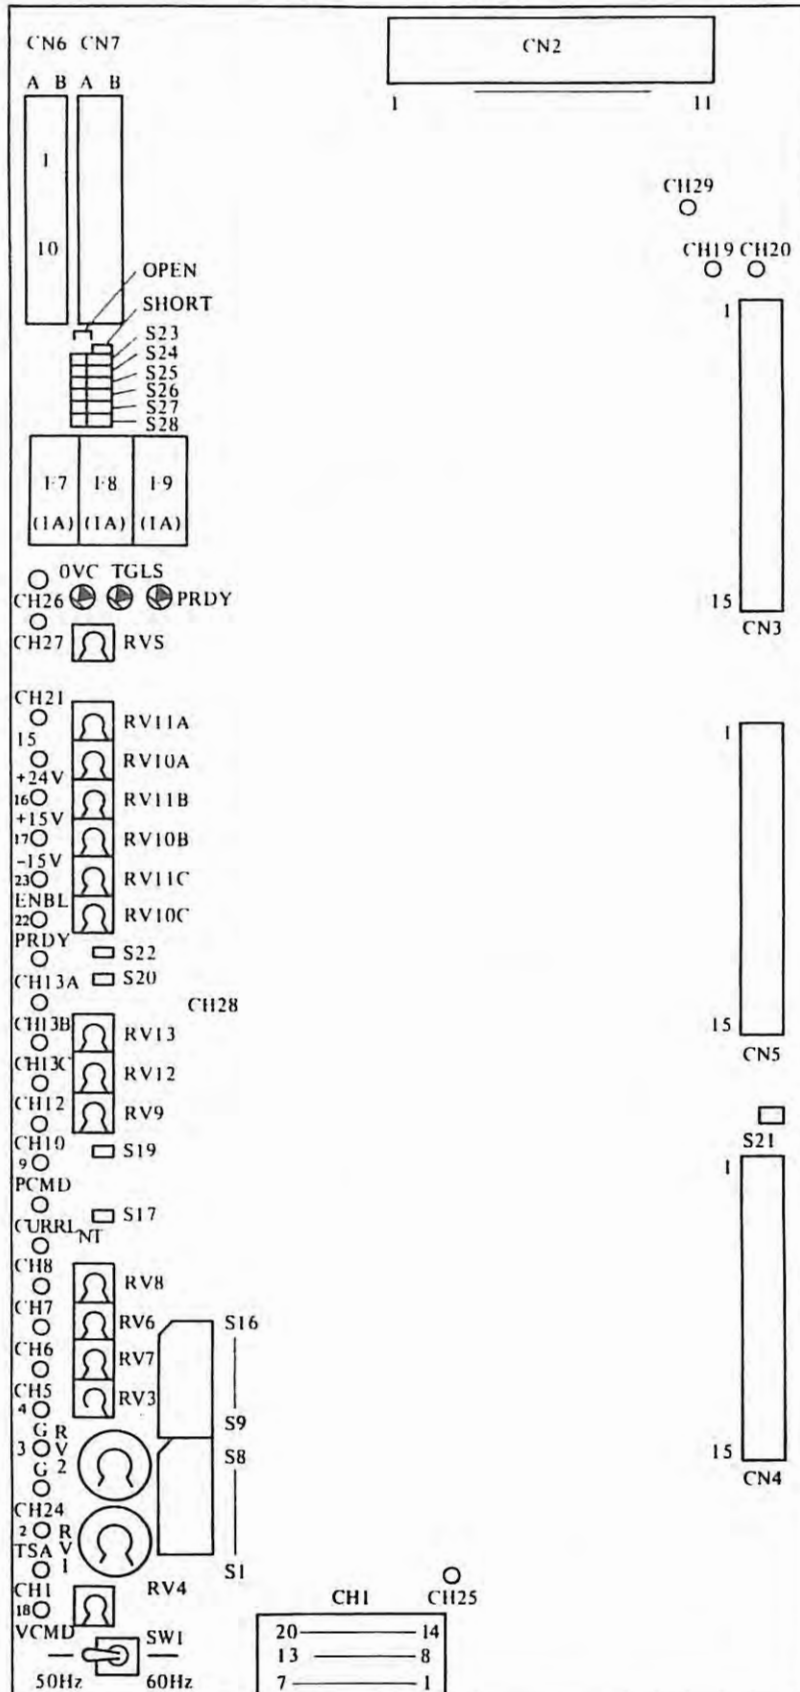 CN6 CN7
CN2
A B A B
1 11
1
10
CH29
CH19 CH20
OPEN
SHORT
S23
S24
S25
S26
S27
S28
1
F7 F8 F9
(1A) (1A) (1A)
OVC TGLS
CH26
PRDY
15
CN3
CH27
RV5
CH21
RV11A
1
15
RV10A
+24V
16
RV11B
+15V
17
RV10B
-15V
23
RV11C
ENBL
22
RV10C
PRDY
S22
CH13A
S20
CH28
CH13B
RV13
15
CN5
CH13C
RV12
CH12
RV9
CH10
9
S19
S21
1
PCMD
S17
CURRENT
CH8
RV8
CH7
RV6
S16
CH6
RV7
CH5
RV3
4
S9
G
RV2
3
S8
15
G
CN4
CH24
2
RV1
TSA
S1
CH1
RV4
CH1
CH25
18
VCMD
SW1
20 14
13 8
7 1
50Hz 60Hz